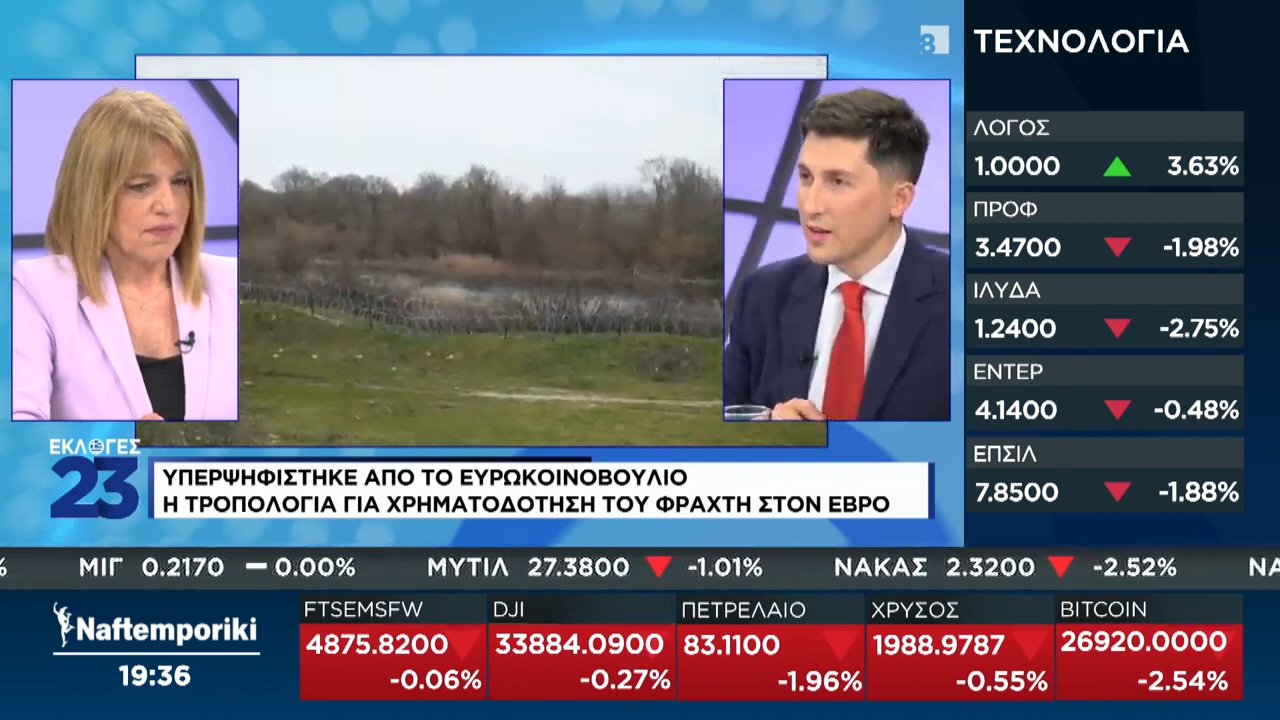 8
ΤΕΧΝΟΛΟΓΙΑ
ΛΟΓΟΣ
1.0000 3.63%
ΠΡΟΦ
3.4700 -1.98%
ΙΛΥΔΑ
1.2400 -2.75%
ΕΝΤΕΡ
4.1400 -0.48%
ΕΠΣΙΛ
7.8500 -1.88%
ΕΚΛΟΓΕΣ
23
ΥΠΕΡΨΗΦΙΣΤΗΚΕ ΑΠΟ ΤΟ ΕΥΡΩΚΟΙΝΟΒΟΥΛΙΟ
Η ΤΡΟΠΟΛΟΓΙΑ ΓΙΑ ΧΡΗΜΑΤΟΔΟΤΗΣΗ ΤΟΥ ΦΡΑΧΤΗ ΣΤΟΝ ΕΒΡΟ
% ΜΙΓ 0.2170 0.00% ΜΥΤΙΛ 27.3800 -1.01% ΝΑΚΑΣ 2.3200 -2.52% ΝΑ
Naftemporiki
19:36
FTSEMSFW
4875.8200
-0.06%
DJI
33884.0900
-0.27%
ΠΕΤΡΕΛΑΙΟ
83.1100
-1.96%
ΧΡΥΣΟΣ
1988.9787
-0.55%
BITCOIN
26920.0000
-2.54%